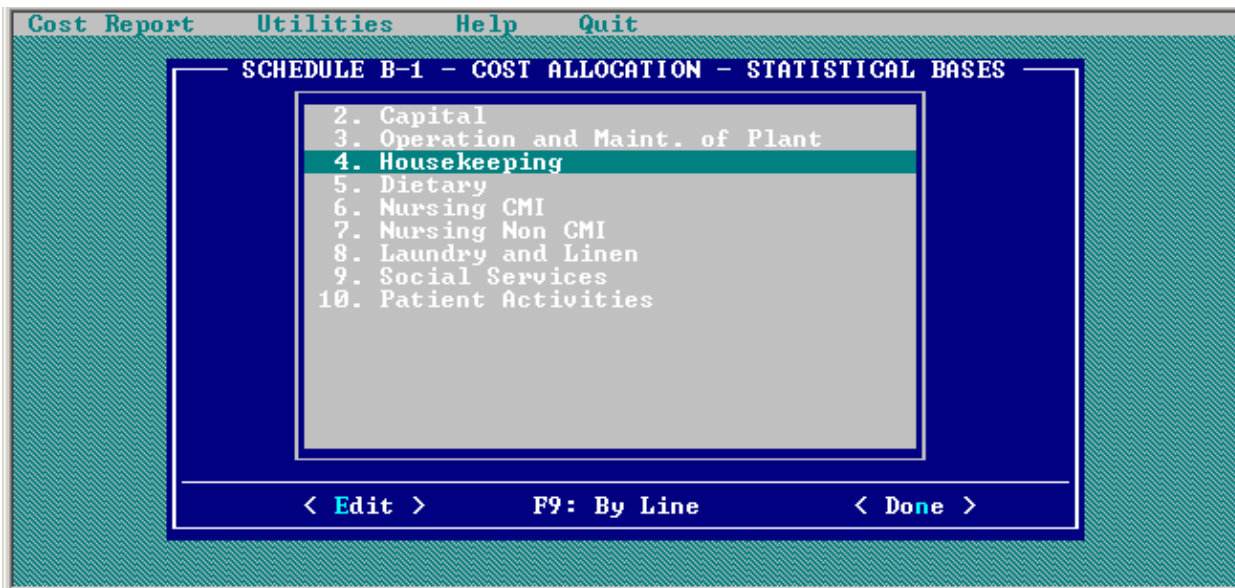 Cost Report Utilities Help Quit
SCHEDULE B-1 - COST ALLOCATION - STATISTICAL BASES
2. Capital
3. Operation and Maint. of Plant
4. Housekeeping
5. Dietary
6. Nursing CMI
7. Nursing Non CMI
8. Laundry and Linen
9. Social Services
10. Patient Activities
< Edit > F9: By Line < Done >